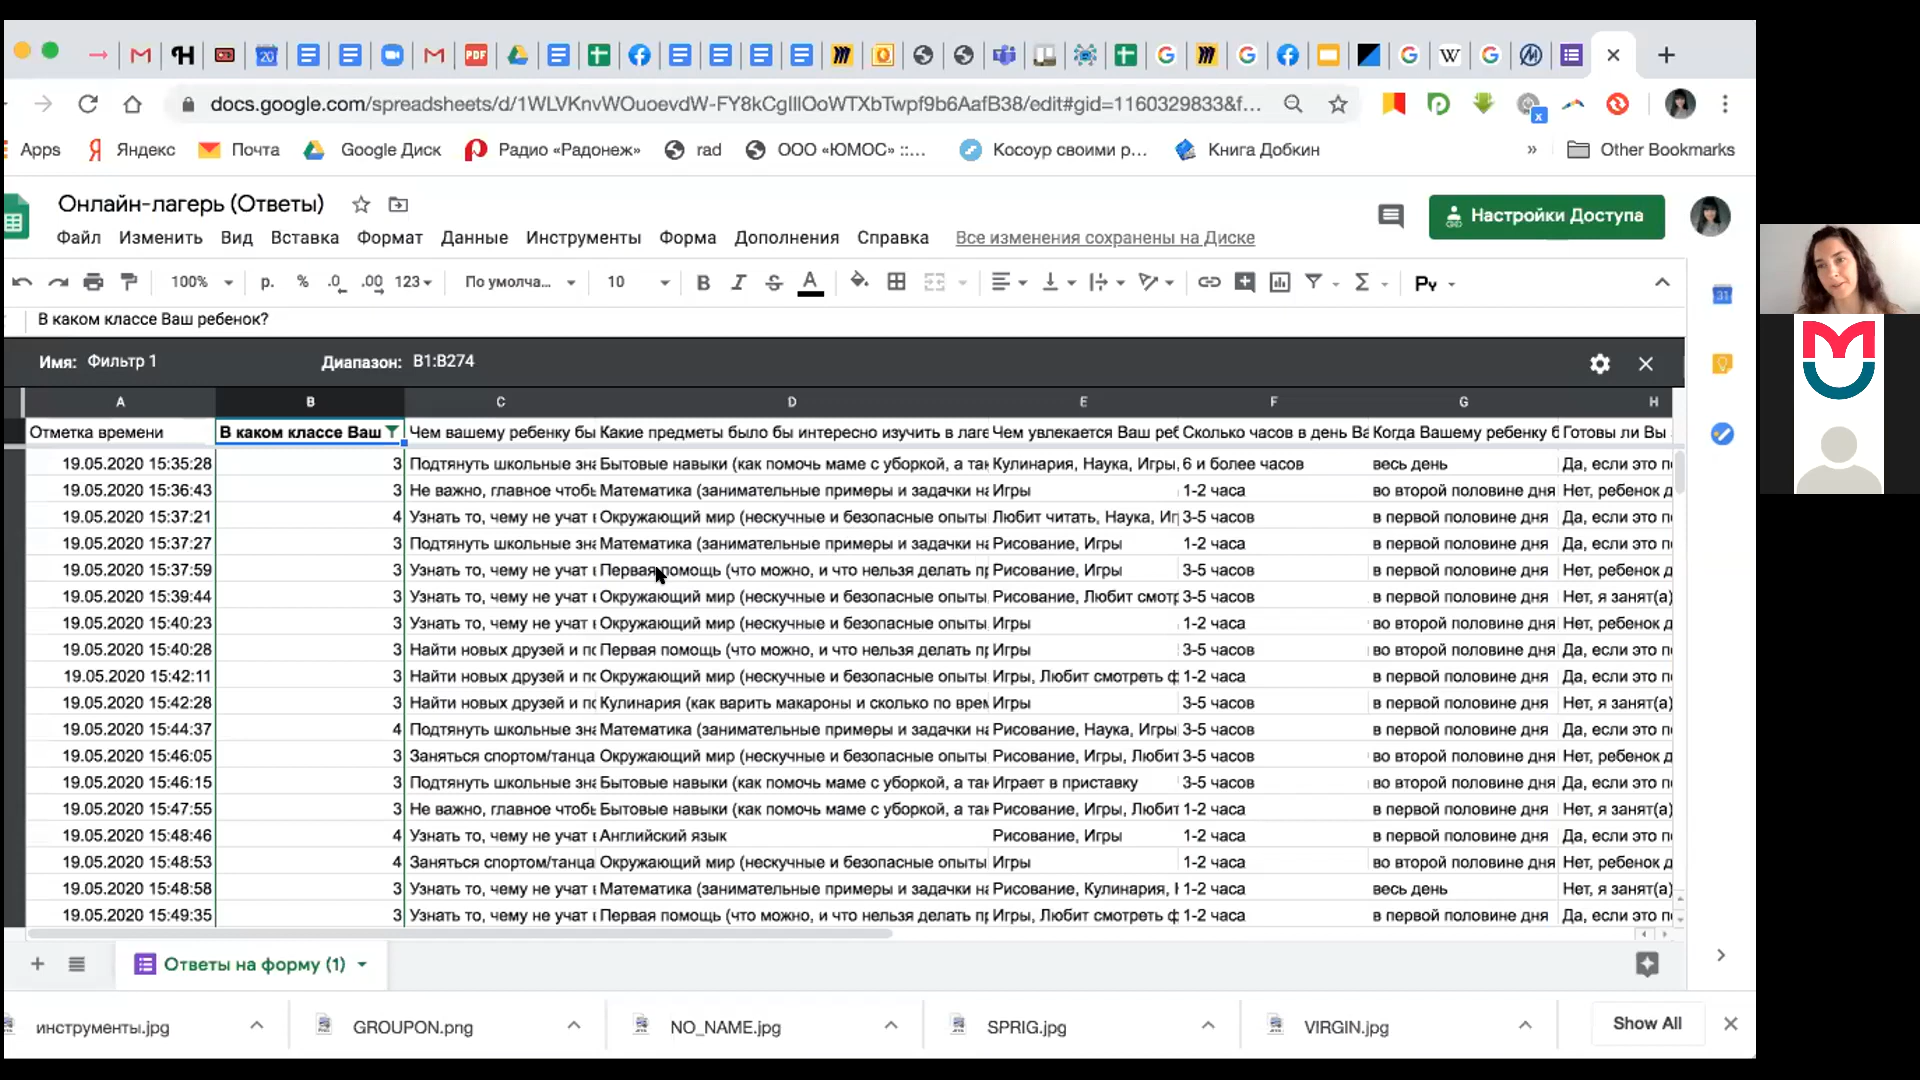 docs.google.com/spreadsheets/d/1WLVKnvWOuoevdW-FY8kCgIIlOoWTXbTwpf9b6AafB38/edit#gid=1160329833&f...
Apps Яндекс Почта Google Диск Радио «Радонеж» rad ООО «ЮМОС» ::,... Косоур своими р... Книга Добкин » Other Bookmarks
Онлайн-лагерь (Ответы)
Настройки Доступа
Файл Изменить Вид Вставка Формат Данные Инструменты Форма Дополнения Справка Все изменения сохранены на Диске
100% р. % .0 .00 123 По умолча... 10 B I S A Σ Ру
В каком классе Ваш ребенок?
Имя: Фильтр 1 Диапазон: B1:B274
A B C D E F G H
Отметка времени В каком классе Ваш Чем вашему ребенку бы Какие предметы было бы интересно изучить в лаге Чем увлекается Ваш реб Сколько часов в день Ва Когда Вашему ребенку б Готовы ли Вы
19.05.2020 15:35:28 3 Подтянуть школьные зна Бытовые навыки (как помочь маме с уборкой, а так Кулинария, Наука, Игры, 6 и более часов весь день Да, если это п
19.05.2020 15:36:43 3 Не важно, главное чтобь Математика (занимательные примеры и задачки на Игры 1-2 часа во второй половине дня Нет, ребенок д
19.05.2020 15:37:21 4 Узнать то, чему не учат Окружающий мир (нескучные и безопасные опыты Любит читать, Наука, Иг 3-5 часов в первой половине дня Да, если это п
19.05.2020 15:37:27 3 Подтянуть школьные зна Математика (занимательные примеры и задачки на Рисование, Игры 1-2 часа в первой половине дня Да, если это п
19.05.2020 15:37:59 3 Узнать то, чему не учат Первая помощь (что можно, и что нельзя делать пр Рисование, Игры 3-5 часов в первой половине дня Нет, ребенок д
19.05.2020 15:39:44 3 Узнать то, чему не учат Окружающий мир (нескучные и безопасные опыты Рисование, Любит смотр 3-5 часов в первой половине дня Нет, я занят(а)
19.05.2020 15:40:23 3 Узнать то, чему не учат Окружающий мир (нескучные и безопасные опыты Игры 1-2 часа во второй половине дня Нет, ребенок д
19.05.2020 15:40:28 3 Найти новых друзей и по Первая помощь (что можно, и что нельзя делать пр Игры 3-5 часов во второй половине дня Да, если это п
19.05.2020 15:42:11 3 Найти новых друзей и по Окружающий мир (нескучные и безопасные опыты Игры, Любит смотреть ф 1-2 часа в первой половине дня Да, если это п
19.05.2020 15:42:28 3 Найти новых друзей и по Кулинария (как варить макароны и сколько по врем Игры 3-5 часов в первой половине дня Нет, я занят(а)
19.05.2020 15:44:37 4 Подтянуть школьные зна Математика (занимательные примеры и задачки на Рисование, Наука, Игры 3-5 часов в первой половине дня Да, если это п
19.05.2020 15:46:05 3 Заняться спортом/танца Окружающий мир (нескучные и безопасные опыты Рисование, Игры, Любит 3-5 часов во второй половине дня Нет, ребенок д
19.05.2020 15:46:15 3 Подтянуть школьные зна Бытовые навыки (как помочь маме с уборкой, а так Играет в приставку 3-5 часов во второй половине дня Да, если это п
19.05.2020 15:47:55 3 Не важно, главное чтобь Бытовые навыки (как помочь маме с уборкой, а так Рисование, Игры, Любит 1-2 часа в первой половине дня Нет, я занят(а)
19.05.2020 15:48:46 4 Узнать то, чему не учат Английский язык Рисование, Игры 1-2 часа в первой половине дня Да, если это п
19.05.2020 15:48:53 4 Заняться спортом/танца Окружающий мир (нескучные и безопасные опыты Игры 1-2 часа во второй половине дня Нет, ребенок д
19.05.2020 15:48:58 3 Узнать то, чему не учат Математика (занимательные примеры и задачки на Рисование, Кулинария, 1-2 часа весь день Нет, я занят(а)
19.05.2020 15:49:35 3 Узнать то, чему не учат Первая помощь (что можно, и что нельзя делать пр Игры, Любит смотреть ф 1-2 часа в первой половине дня Да, если это п
Ответы на форму (1)
инструменты.jpg GROUPON.png NO_NAME.jpg SPRIG.jpg VIRGIN.jpg Show All